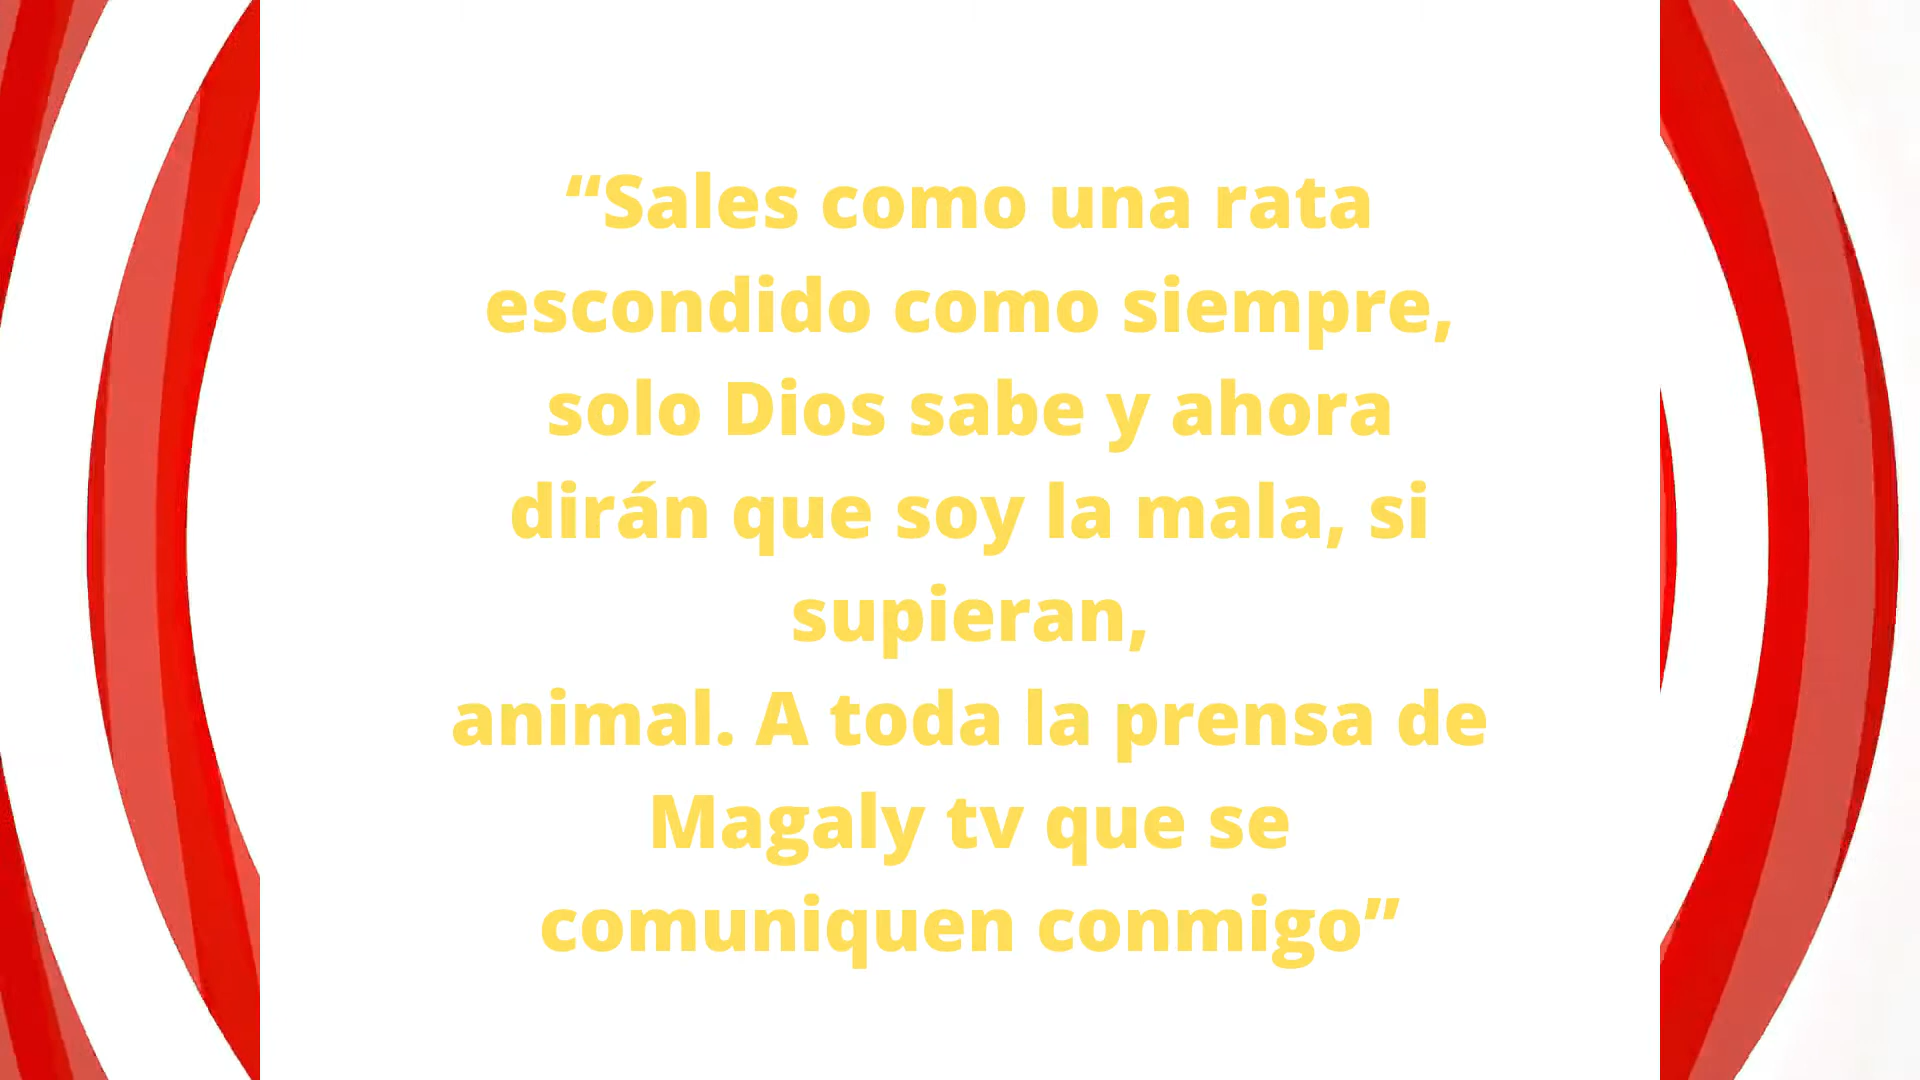 “Sales como una rata
escondido como siempre,
solo Dios sabe y ahora
dirán que soy la mala, si
supieran,
animal. A toda la prensa de
Magaly tv que se
comuniquen conmigo”